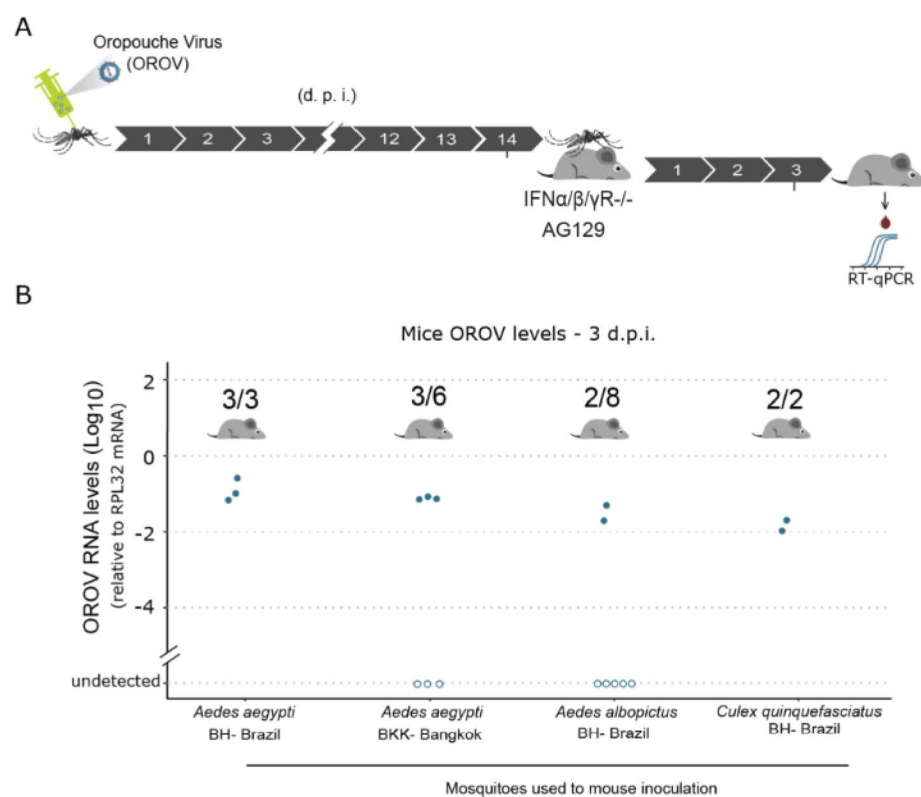 A
Oropouche Virus
(OROV)
(d. p. i.)
1 2 3 12 13 14
1 2 3
IFNα/β/γR-/-
AG129
RT-qPCR
B
Mice OROV levels - 3 d.p.i.
OROV RNA levels (Log10)
(relative to RPL32 mRNA)
2
0
-2
-4
undetected
3/3 3/6 2/8 2/2
Aedes aegypti
BH- Brazil
Aedes aegypti
BKK- Bangkok
Aedes albopictus
BH- Brazil
Culex quinquefasciatus
BH- Brazil
Mosquitoes used to mouse inoculation